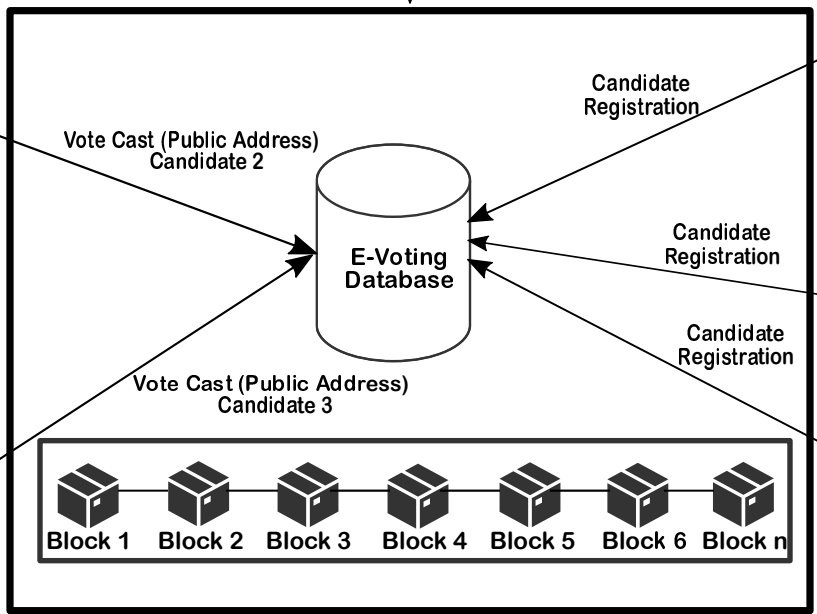 Candidate
Registration
Vote Cast (Public Address)
Candidate 2
E-Voting
Database
Candidate
Registration
Candidate
Registration
Vote Cast (Public Address)
Candidate 3
Block 1
Block 2
Block 3
Block 4
Block 5
Block 6
Block n